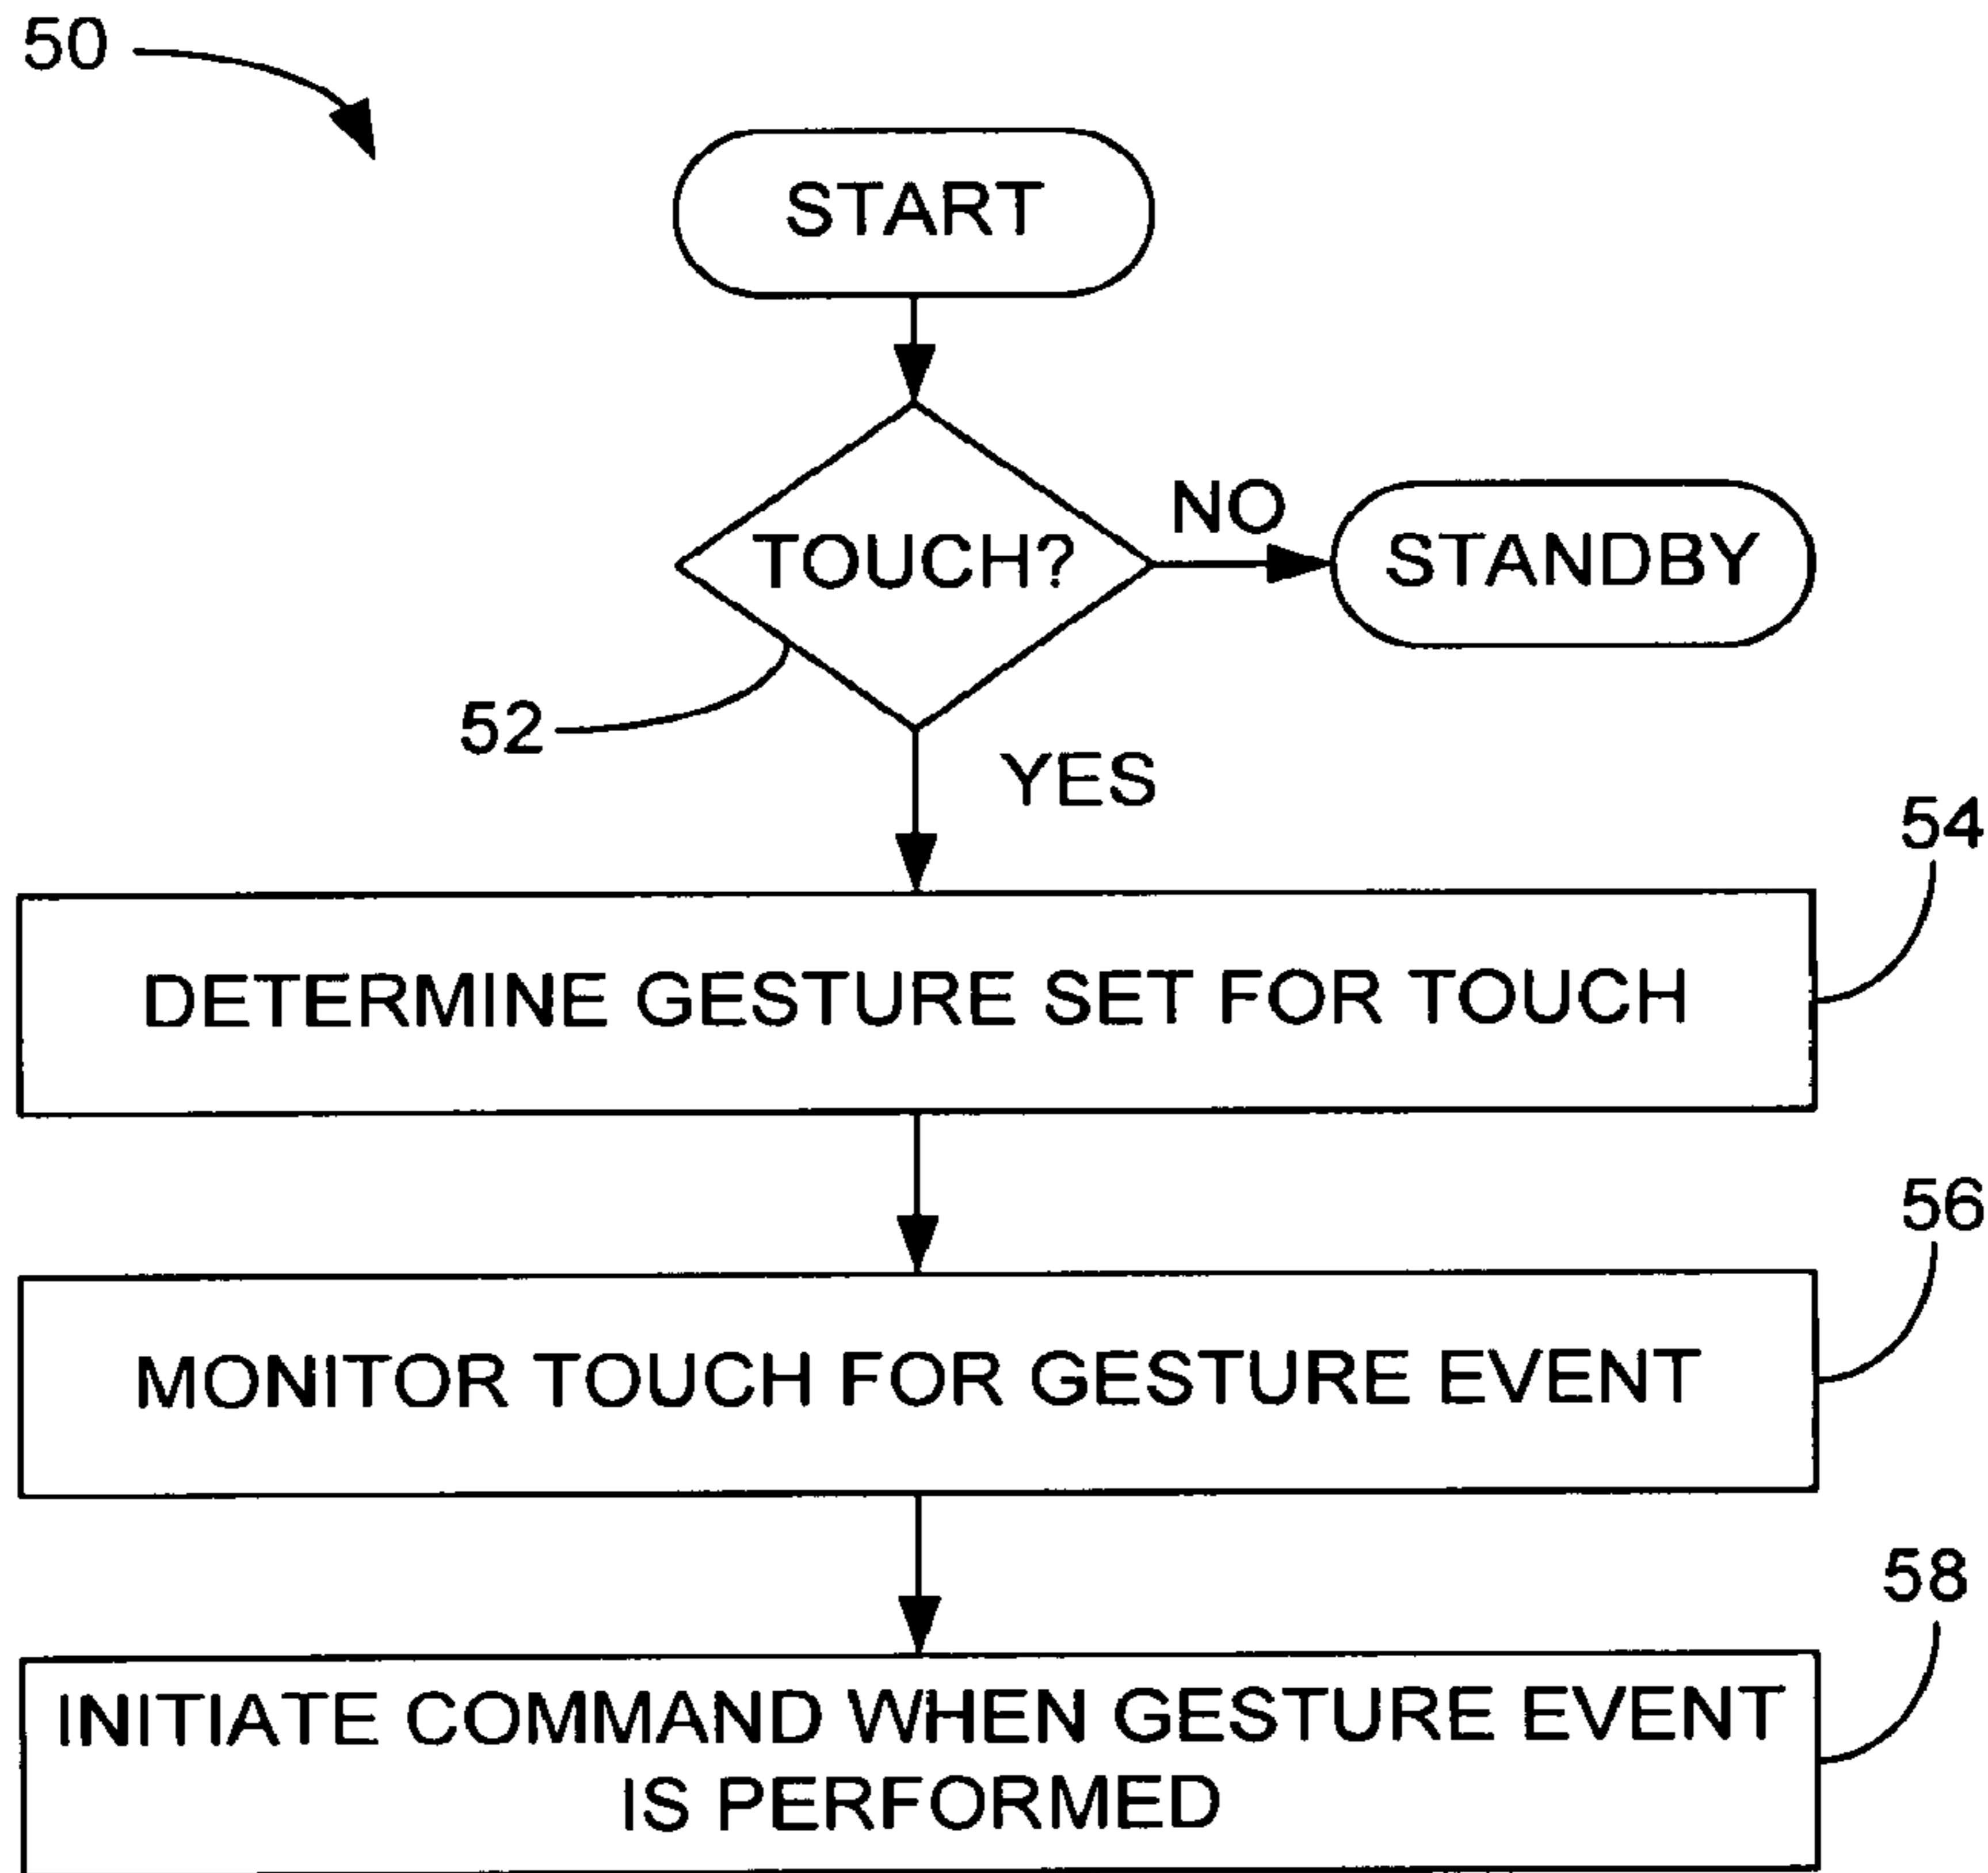 50
START
TOUCH?
NO
STANDBY
52
YES
54
DETERMINE GESTURE SET FOR TOUCH
56
MONITOR TOUCH FOR GESTURE EVENT
58
INITIATE COMMAND WHEN GESTURE EVENT
IS PERFORMED